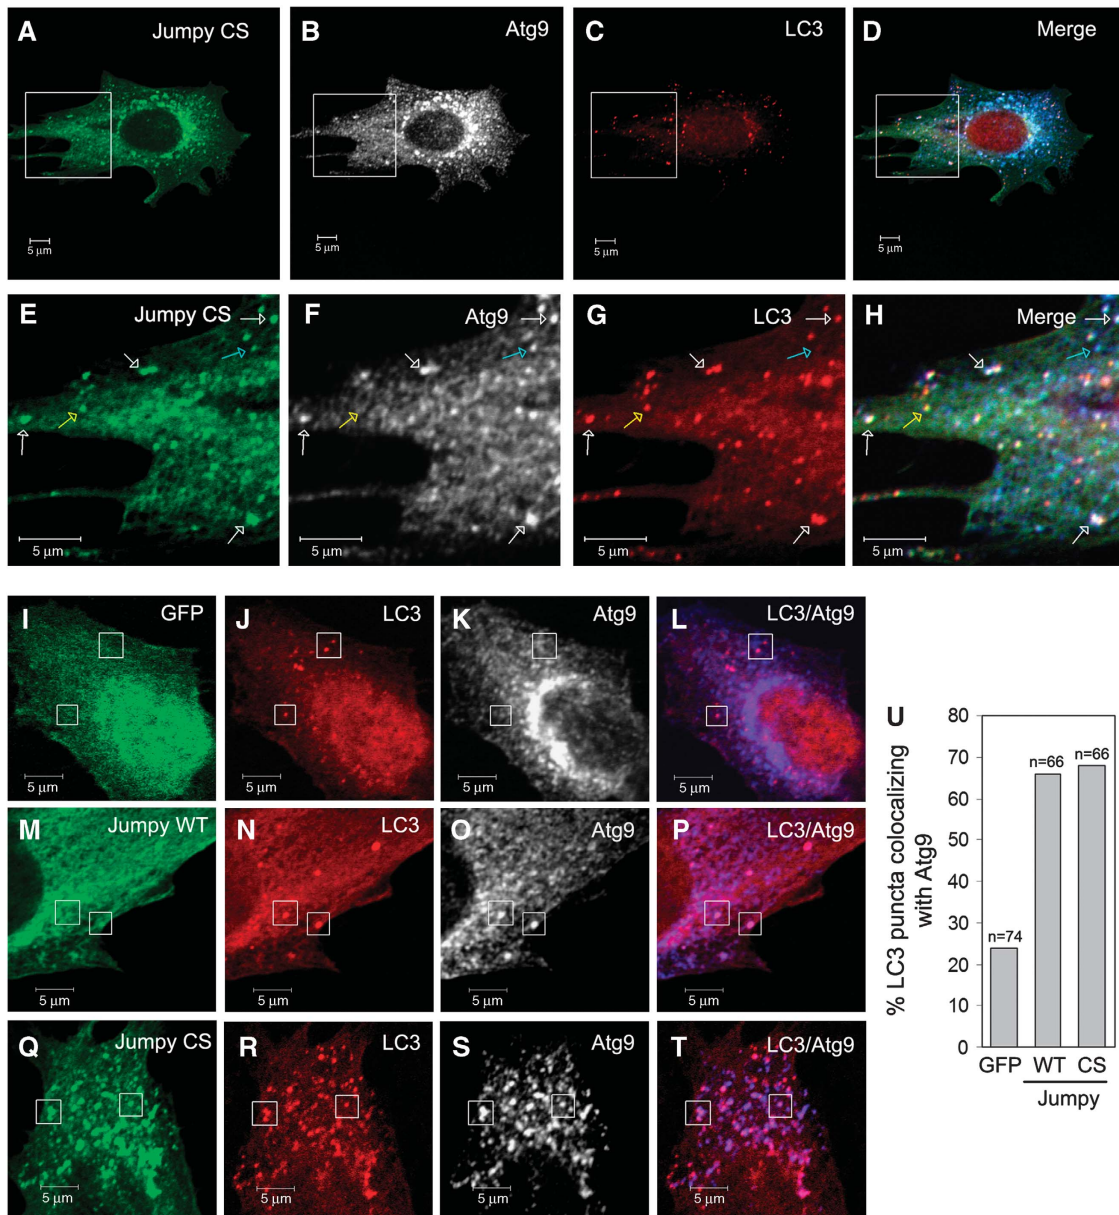 A Jumpy CS
B Atg9
C LC3
D Merge
5 µm
5 µm
5 µm
5 µm
E Jumpy CS
F Atg9
G LC3
H Merge
5 µm
5 µm
5 µm
5 µm
I GFP
J LC3
K Atg9
L LC3/Atg9
5 µm
5 µm
5 µm
5 µm
M Jumpy WT
N LC3
O Atg9
P LC3/Atg9
5 µm
5 µm
5 µm
5 µm
Q Jumpy CS
R LC3
S Atg9
T LC3/Atg9
5 µm
5 µm
5 µm
5 µm
U
% LC3 puncta colocalizing
with Atg9
80
70
60
50
40
30
20
10
0
n=74
n=66
n=66
GFP WT CS
Jumpy